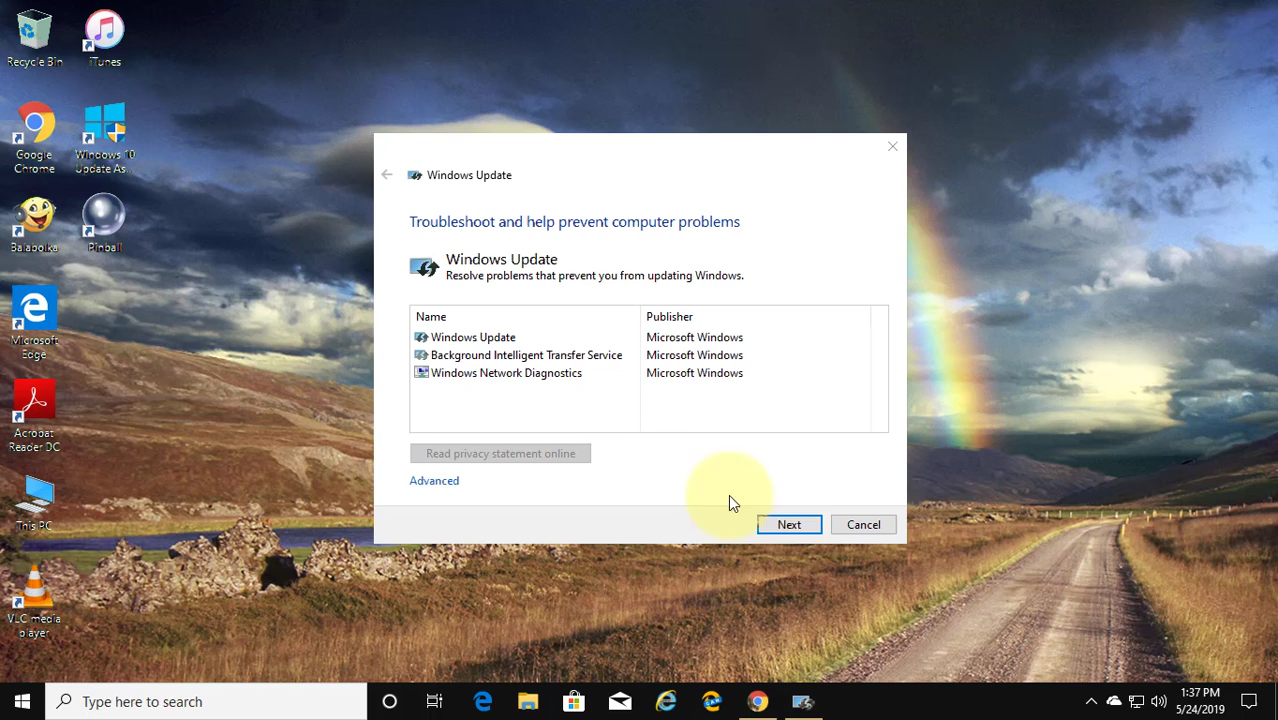 Recycle Bin
iTunes
Google
Chrome
Windows 10
Update As...
Balabolka
Pinball
Microsoft
Edge
Acrobat
Reader DC
This PC
VLC media
player
Windows Update
Troubleshoot and help prevent computer problems
Windows Update
Resolve problems that prevent you from updating Windows.
Name Publisher
Windows Update Microsoft Windows
Background Intelligent Transfer Service Microsoft Windows
Windows Network Diagnostics Microsoft Windows
Read privacy statement online
Advanced
Next Cancel
Type here to search
1:37 PM
5/24/2019